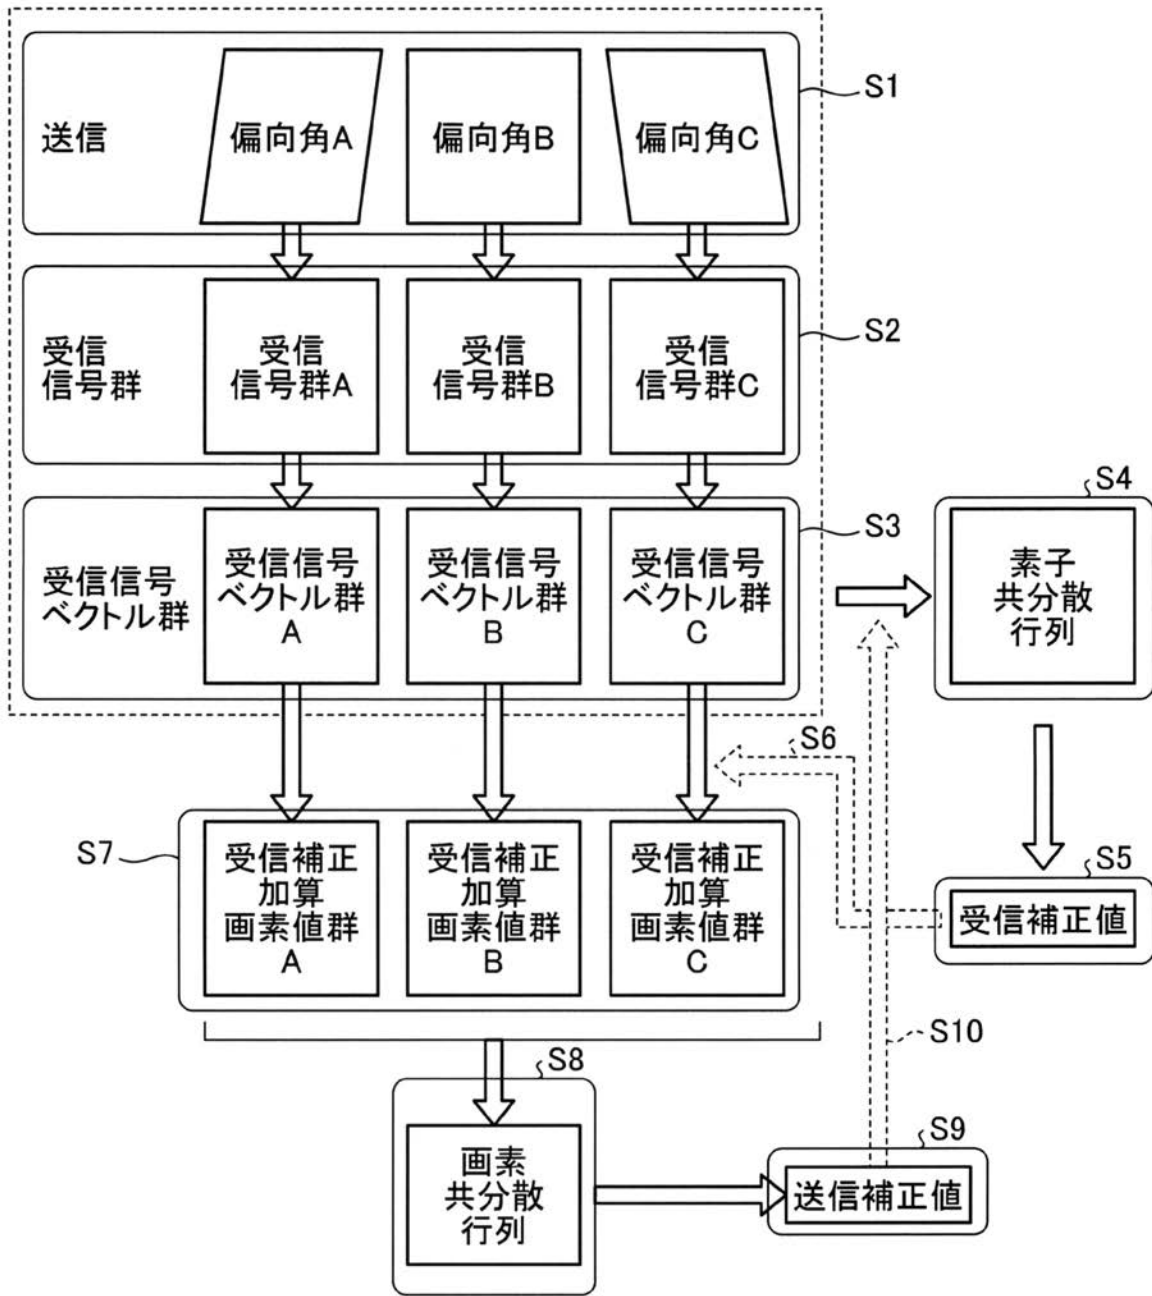 送信
偏向角A
偏向角B
偏向角C
S1
受信
信号群
受信
信号群A
受信
信号群B
受信
信号群C
S2
受信信号
ベクトル群
受信信号
ベクトル群
A
受信信号
ベクトル群
B
受信信号
ベクトル群
C
S3
S4
素子
共分散
行列
S6
S5
受信補正値
S7
受信補正
加算
画素値群
A
受信補正
加算
画素値群
B
受信補正
加算
画素値群
C
S10
S8
画素
共分散
行列
S9
送信補正値